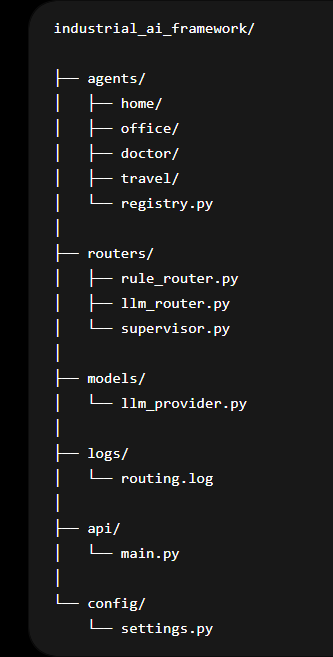 industrial_ai_framework/
├── agents/
│   ├── home/
│   ├── office/
│   ├── doctor/
│   ├── travel/
│   └── registry.py
│
├── routers/
│   ├── rule_router.py
│   ├── llm_router.py
│   └── supervisor.py
│
├── models/
│   └── llm_provider.py
│
├── logs/
│   └── routing.log
│
├── api/
│   └── main.py
│
└── config/
    └── settings.py